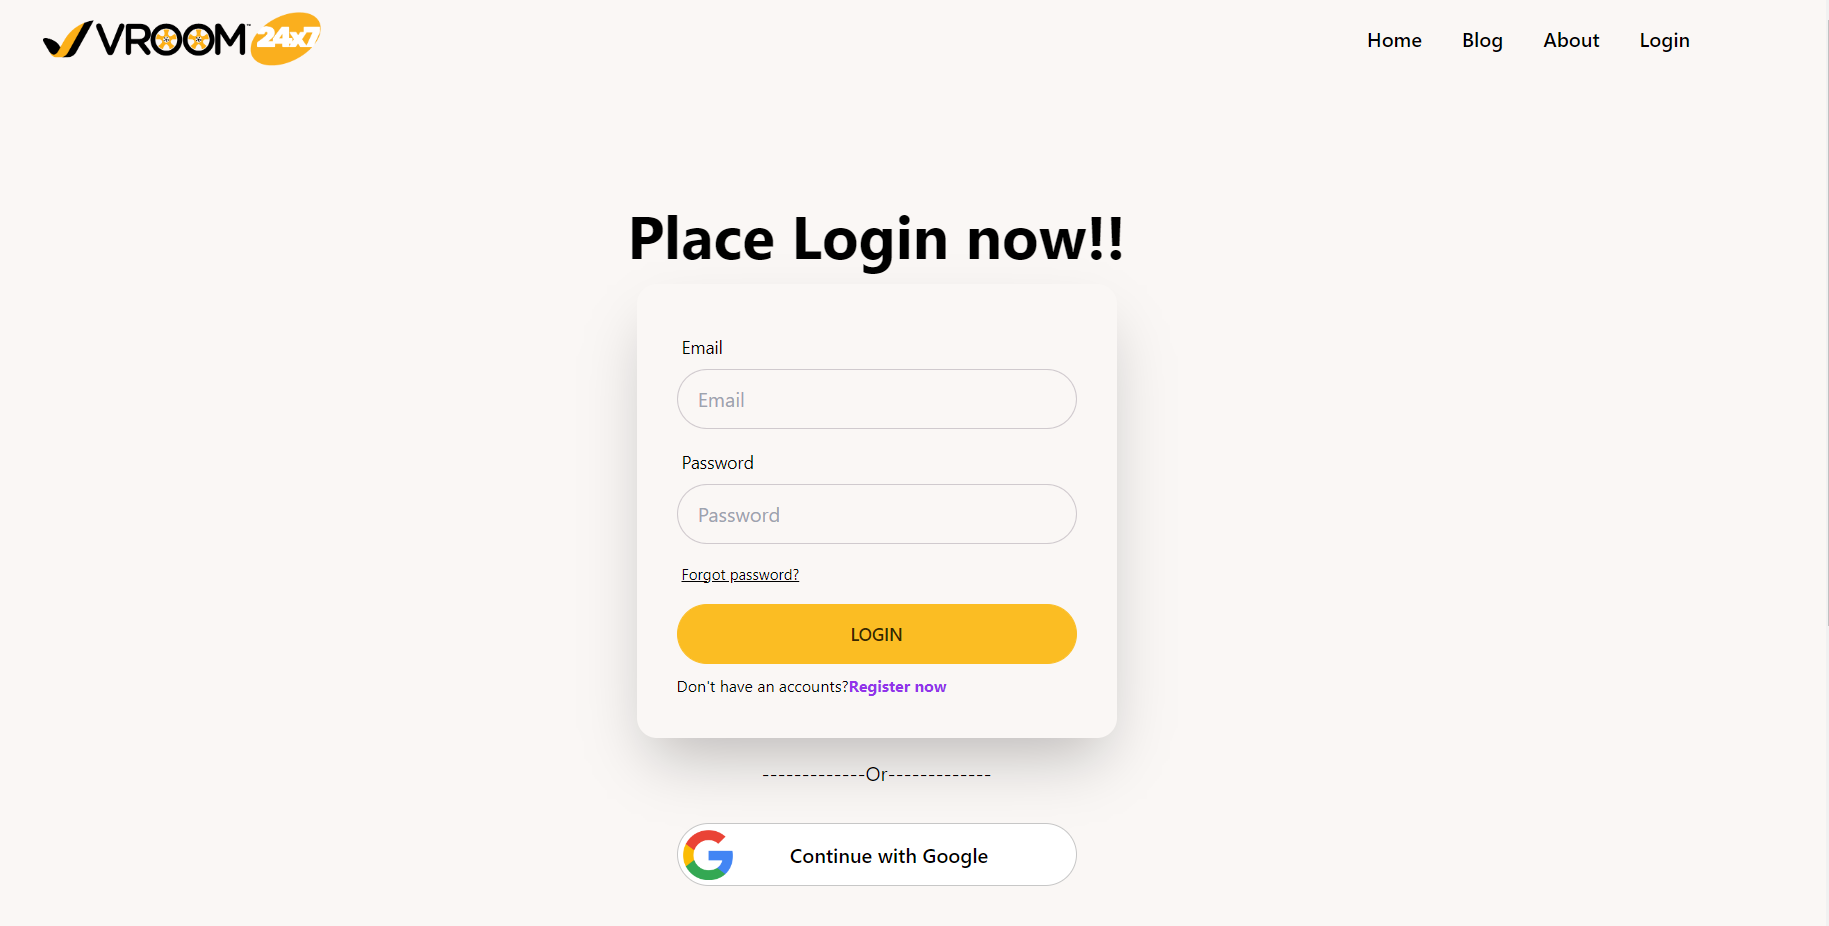 VROOM™ 24x7
Home Blog About Login
Place Login now!!
Email
Email
Password
Password
Forgot password?
LOGIN
Don't have an accounts?Register now
-------------Or-------------
Continue with Google